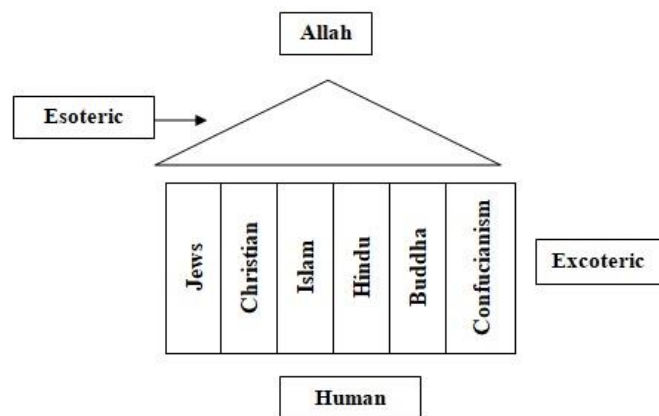 Allah
Esoteric
Jews
Christian
Islam
Hindu
Buddha
Confucianism
Excoteric
Human